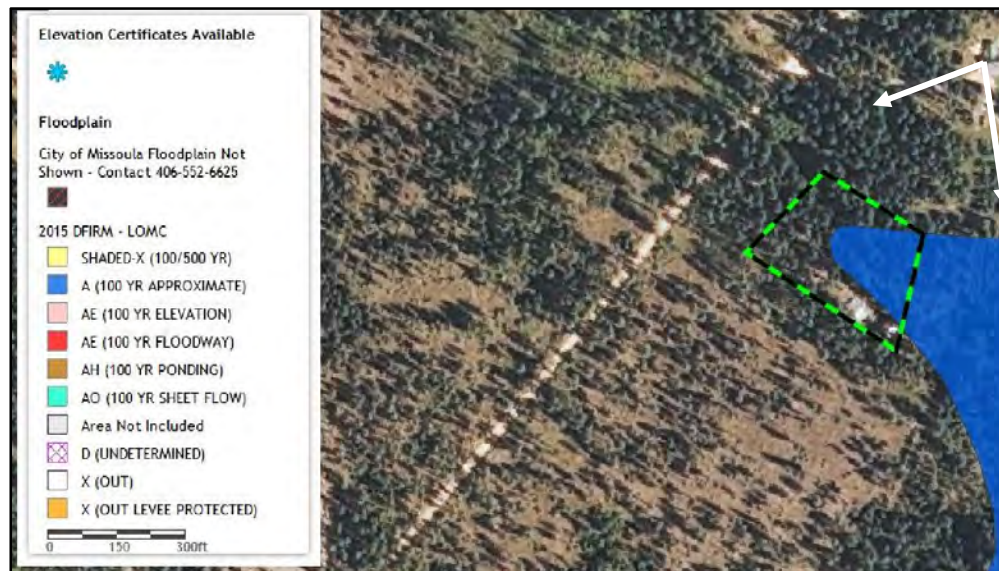 Elevation Certificates Available
Floodplain
City of Missoula Floodplain Not
Shown - Contact 406-552-6625
2015 DFIRM - LOMC
SHADED-X (100/500 YR)
A (100 YR APPROXIMATE)
AE (100 YR ELEVATION)
AE (100 YR FLOODWAY)
AH (100 YR PONDING)
AO (100 YR SHEET FLOW)
Area Not Included
D (UNDETERMINED)
X (OUT)
X (OUT LEVEE PROTECTED)
0 150 300ft